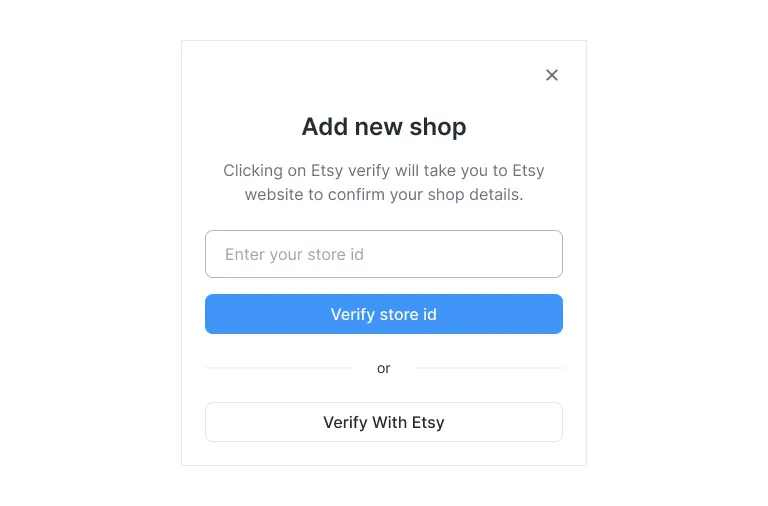 Add new shop
Clicking on Etsy verify will take you to Etsy
website to confirm your shop details.
Enter your store id
Verify store id
or
Verify With Etsy